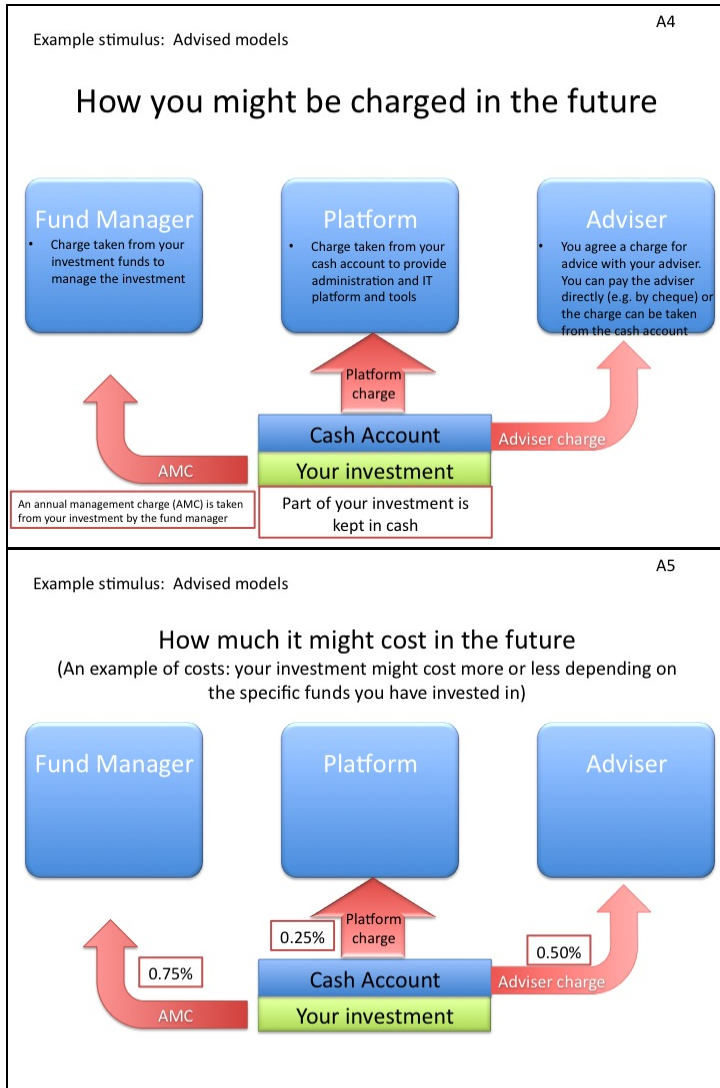 A4
Example stimulus: Advised models
How you might be charged in the future
Fund Manager
• Charge taken from your
investment funds to
manage the investment
Platform
• Charge taken from your
cash account to provide
administration and IT
platform and tools
Adviser
• You agree a charge for
advice with your adviser.
You can pay the adviser
directly (e.g. by cheque) or
the charge can be taken
from the cash account
Platform
charge
Cash Account
Adviser charge
AMC
Your investment
An annual management charge (AMC) is taken
from your investment by the fund manager
Part of your investment is
kept in cash
A5
Example stimulus: Advised models
How much it might cost in the future
(An example of costs: your investment might cost more or less depending on
the specific funds you have invested in)
Fund Manager
Platform
Adviser
Platform
charge
0.25%
0.50%
0.75%
Cash Account
Adviser charge
AMC
Your investment